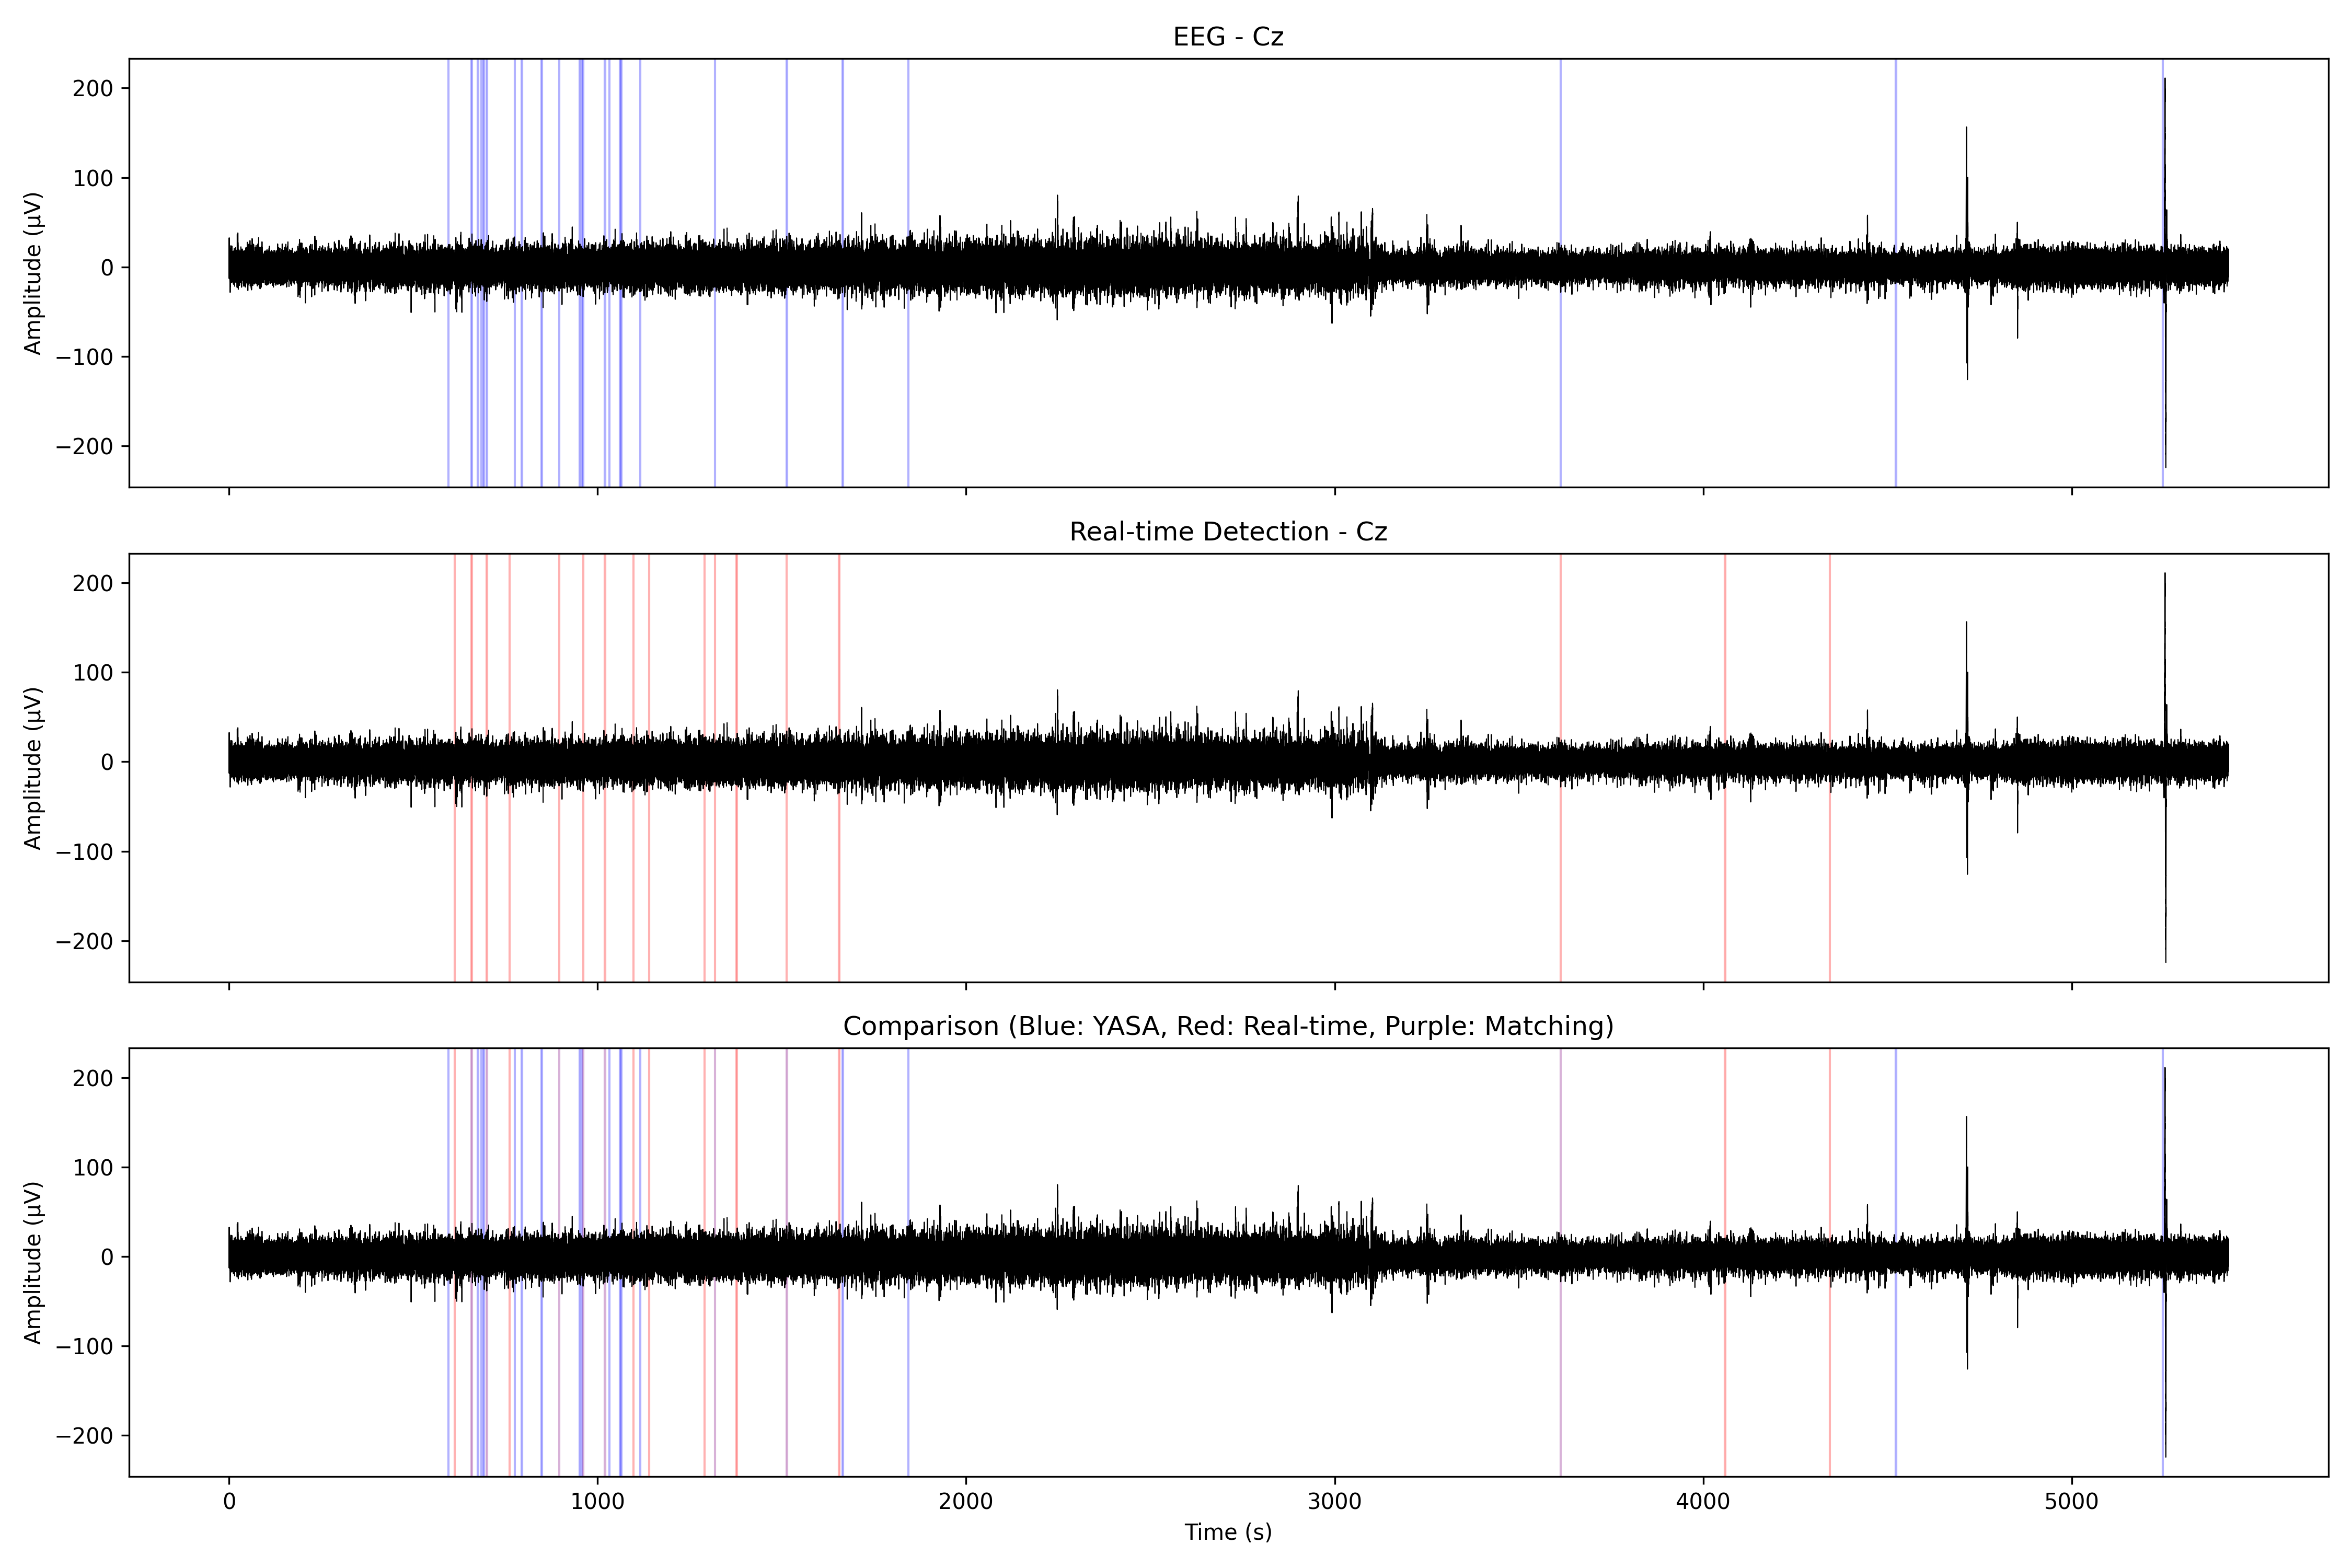 EEG - Cz
Amplitude (µV)
200
100
0
−100
−200
Real-time Detection - Cz
Amplitude (µV)
200
100
0
−100
−200
Comparison (Blue: YASA, Red: Real-time, Purple: Matching)
Amplitude (µV)
200
100
0
−100
−200
0 1000 2000 3000 4000 5000
Time (s)